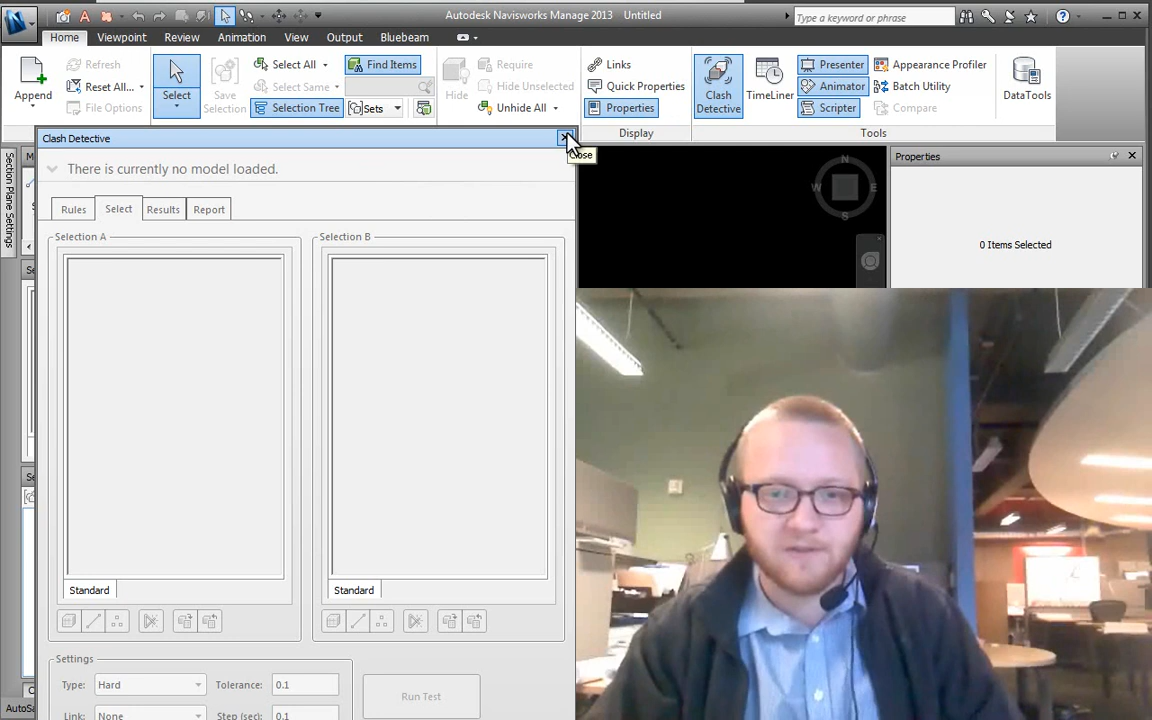 Autodesk Navisworks Manage 2013 Untitled
Type a keyword or phrase
Home Viewpoint Review Animation View Output Bluebeam
Append
Refresh
Reset All...
File Options
Select
Save Selection
Select All
Select Same
Selection Tree
Find Items
Sets
Hide
Require
Hide Unselected
Unhide All
Links
Quick Properties
Properties
Display
Clash Detective
TimeLiner
Presenter
Animator
Scripter
Appearance Profiler
Batch Utility
Compare
Tools
DataTools
Clash Detective
Close
There is currently no model loaded.
Rules Select Results Report
Selection A
Standard
Selection B
Standard
Settings
Type: Hard Tolerance: 0.1
Link: None Step (sec): 0.1
Run Test
Section Plane Settings
N
W E
S
Properties
0 Items Selected
AutoSa